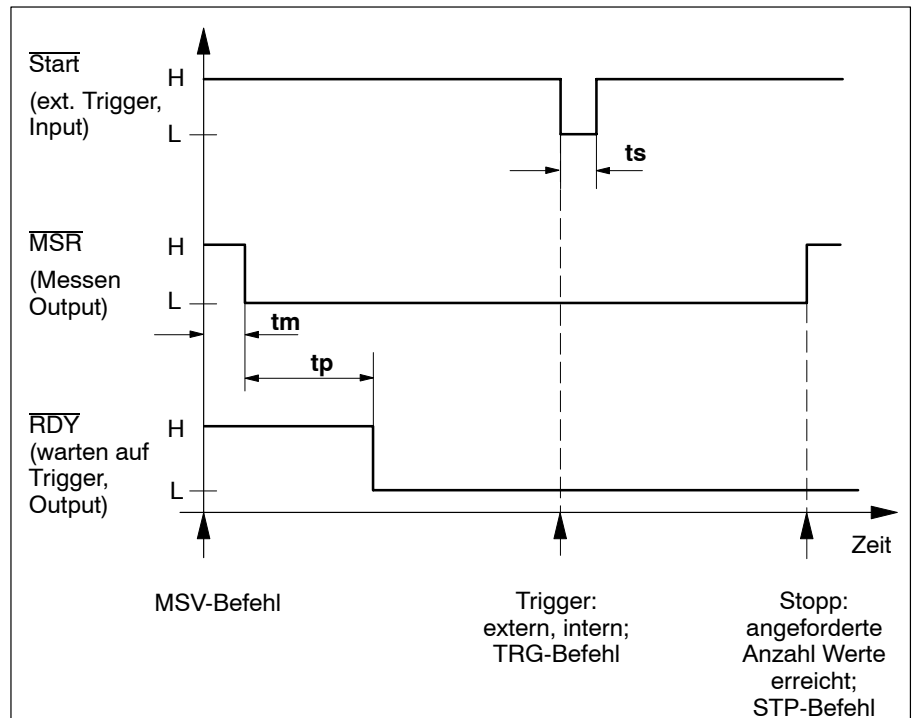 Start
(ext. Trigger,
Input)
H
L
ts
MSR
(Messen
Output)
H
L
tm
tp
RDY
(warten auf
Trigger,
Output)
H
L
Zeit
MSV-Befehl
Trigger:
extern, intern;
TRG-Befehl
Stopp:
angeforderte
Anzahl Werte
erreicht;
STP-Befehl